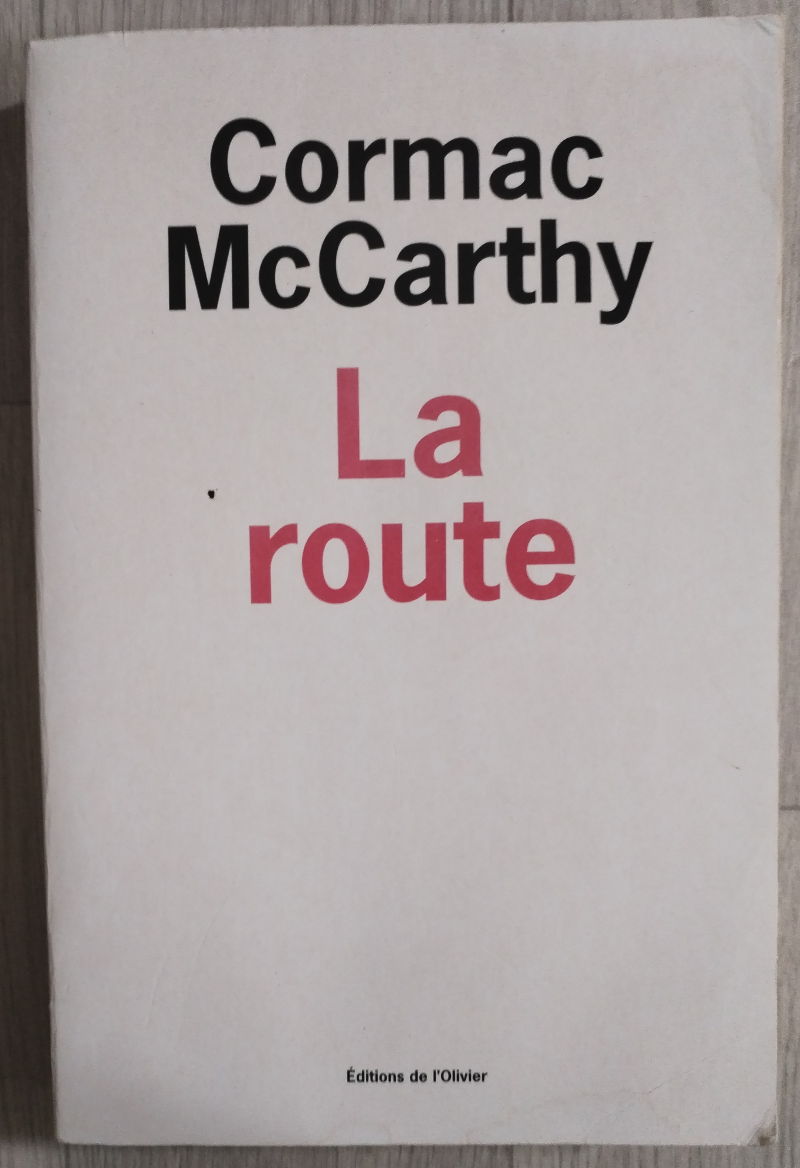 Cormac
McCarthy
La
route
Éditions de l'Olivier